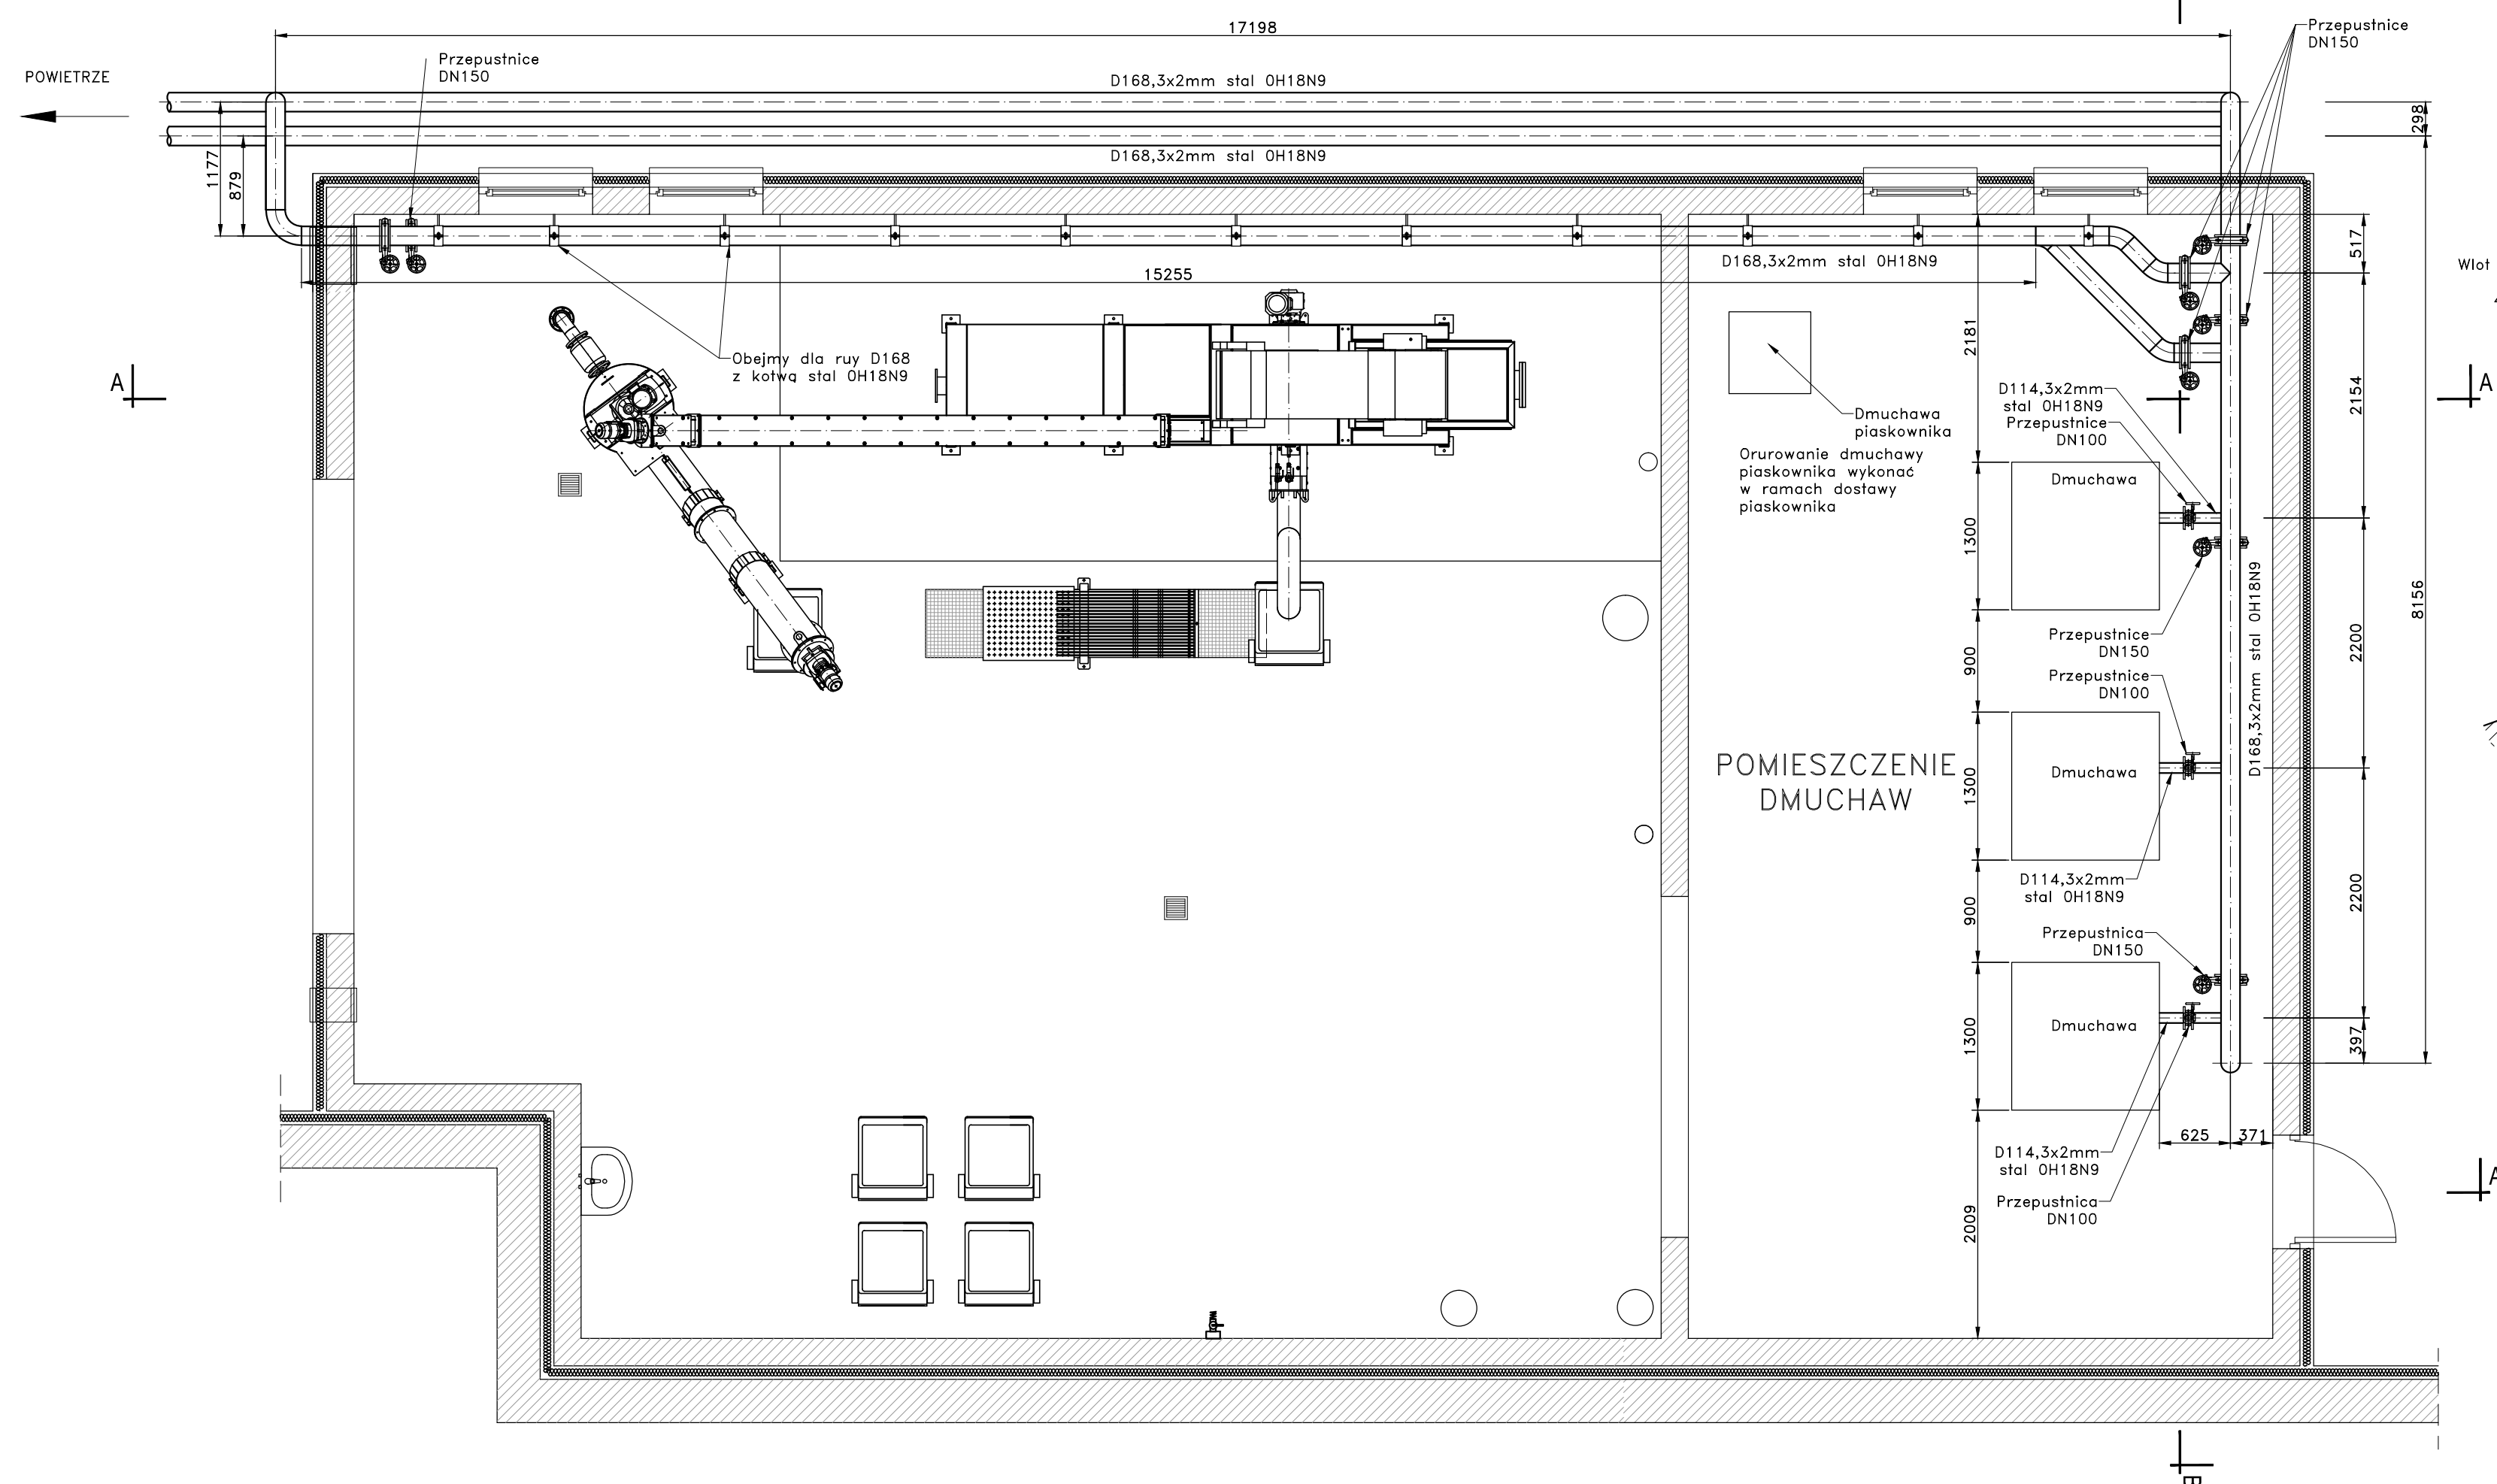 17198
Przepustnice
DN150
Przepustnice
DN150
POWIETRZE
D168,3x2mm stal 0H18N9
298
1177
879
D168,3x2mm stal 0H18N9
517
D168,3x2mm stal 0H18N9
15255
Wlot
2181
Obejmy dla ruy D168
z kotwą stal 0H18N9
A
A
D114,3x2mm
stal 0H18N9
Przepustnice
DN100
2154
Dmuchawa
piaskownika
Orurowanie dmuchawy
piaskownika wykonać
w ramach dostawy
piaskownika
Dmuchawa
1300
8156
D168,3x2mm stal 0H18N9
Przepustnice
DN150
900
2200
Przepustnice
DN100
POMIESZCZENIE
DMUCHAW
1300
Dmuchawa
D114,3x2mm
stal 0H18N9
900
2200
Przepustnica
DN150
Dmuchawa
1300
397
625
371
D114,3x2mm
stal 0H18N9
A
Przepustnica
DN100
2009